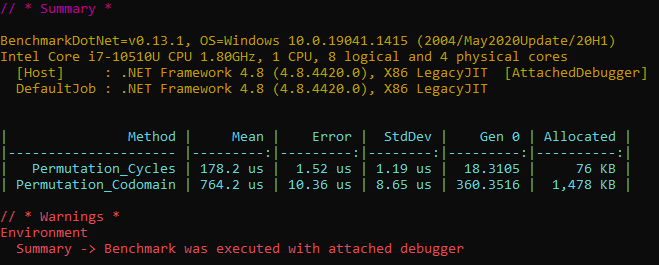 // * Summary *
BenchmarkDotNet=v0.13.1, OS=Windows 10.0.19041.1415 (2004/May2020Update/20H1)
Intel Core i7-10510U CPU 1.80GHz, 1 CPU, 8 logical and 4 physical cores
  [Host]     : .NET Framework 4.8 (4.8.4420.0), X86 LegacyJIT  [AttachedDebugger]
  DefaultJob : .NET Framework 4.8 (4.8.4420.0), X86 LegacyJIT
|               Method |     Mean |    Error |  StdDev |    Gen 0 | Allocated |
|--------------------- |---------:|---------:|--------:|---------:|----------:|
|   Permutation_Cycles | 178.2 us |  1.52 us | 1.19 us |  18.3105 |     76 KB |
| Permutation_Codomain | 764.2 us | 10.36 us | 8.65 us | 360.3516 |  1,478 KB |
// * Warnings *
Environment
  Summary -> Benchmark was executed with attached debugger